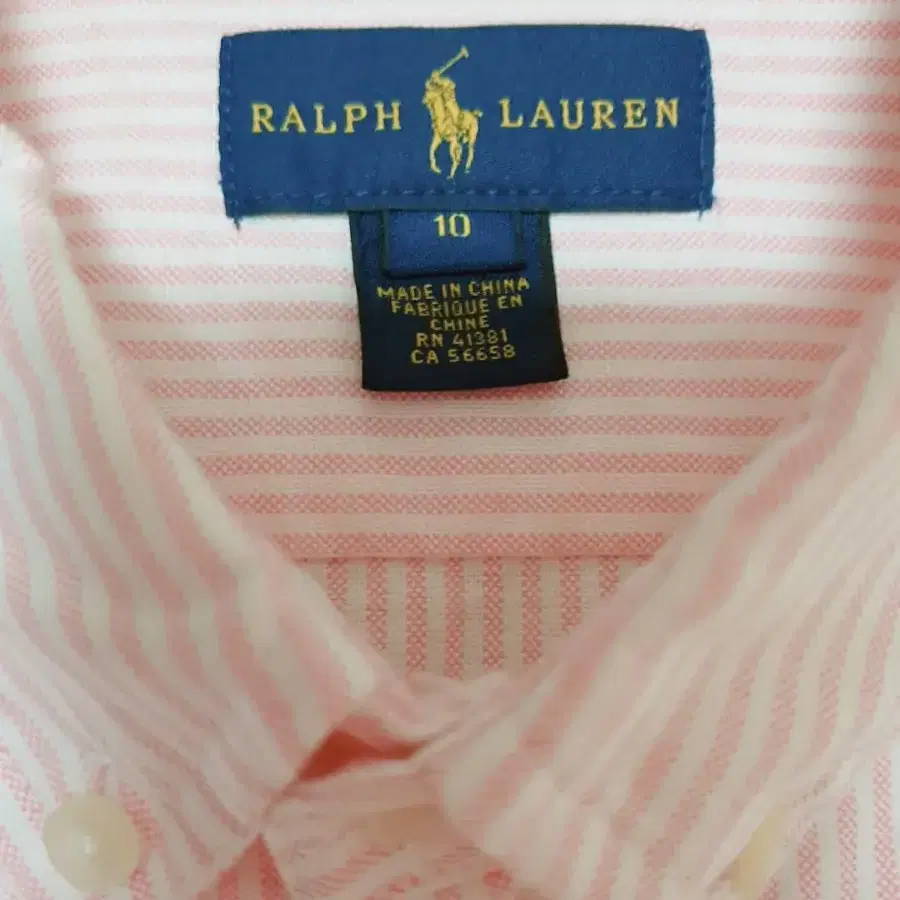 RALPH LAUREN
10
MADE IN CHINA
FABRIQUE EN
CHINE
RN 41381
CA 56658